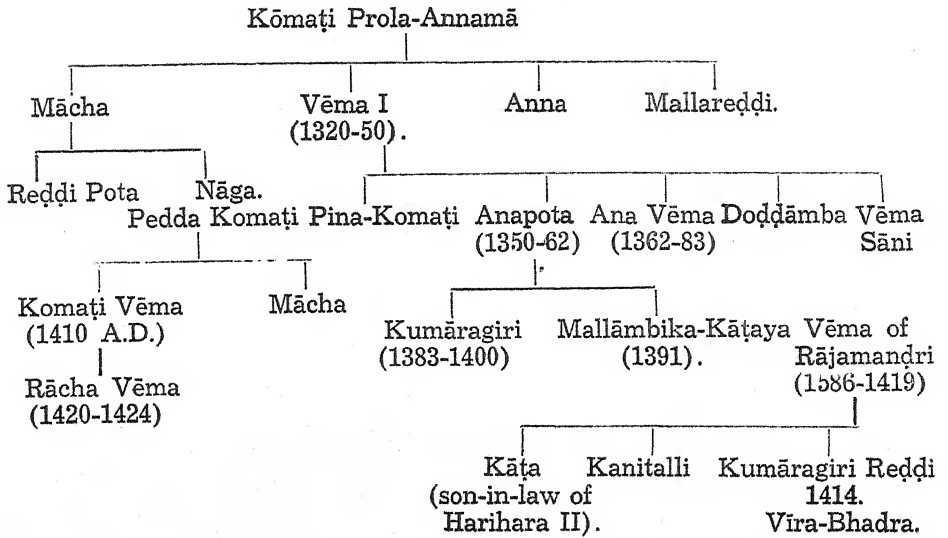 Kōmaṭi Prola-Annamā
Mācha Vēma I Anna Mallareḍḍi.
(1320-50).
Reḍḍi Pota Nāga.
Pedda Komaṭi Pina-Komaṭi Anapota Ana Vēma Doḍḍāmba Vēma
(1350-62) (1362-83) Sāni
Komaṭi Vēma Mācha
(1410 A.D.) Kumāragiri Mallāmbika-Kāṭaya Vēma of
(1383-1400) (1391). Rājamanḍri
Rācha Vēma (1586-1419)
(1420-1424)
Kāṭa Kanitalli Kumāragiri Reḍḍi
(son-in-law of 1414.
Harihara II). Vīra-Bhadra.